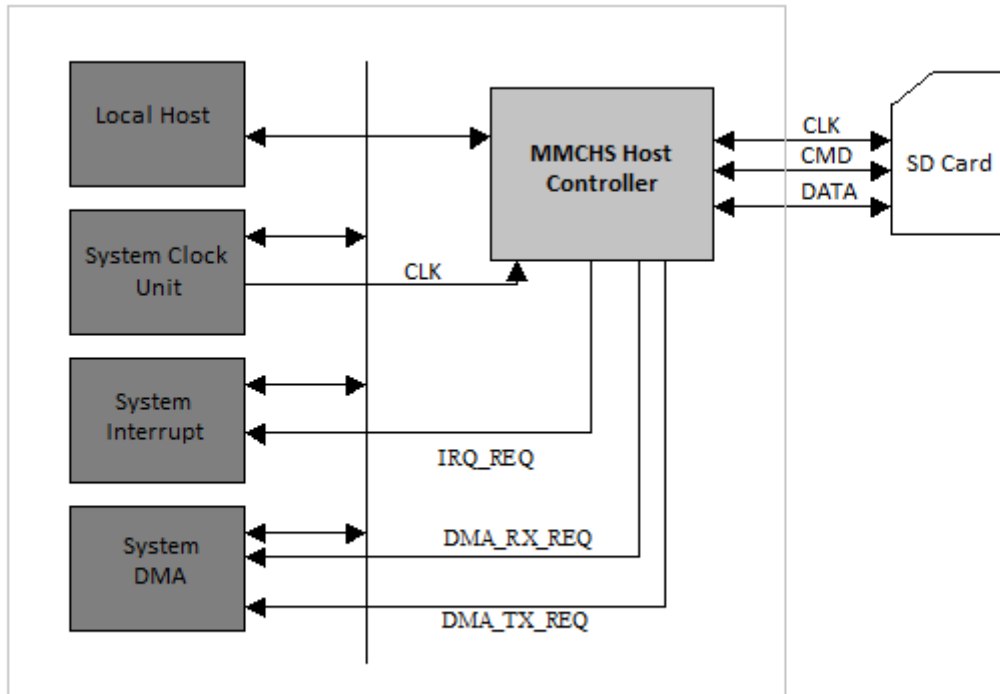 Local Host
MMCHS Host
Controller
CLK
CMD
DATA
SD Card
System Clock
Unit
CLK
System
Interrupt
IRQ_REQ
System
DMA
DMA_RX_REQ
DMA_TX_REQ